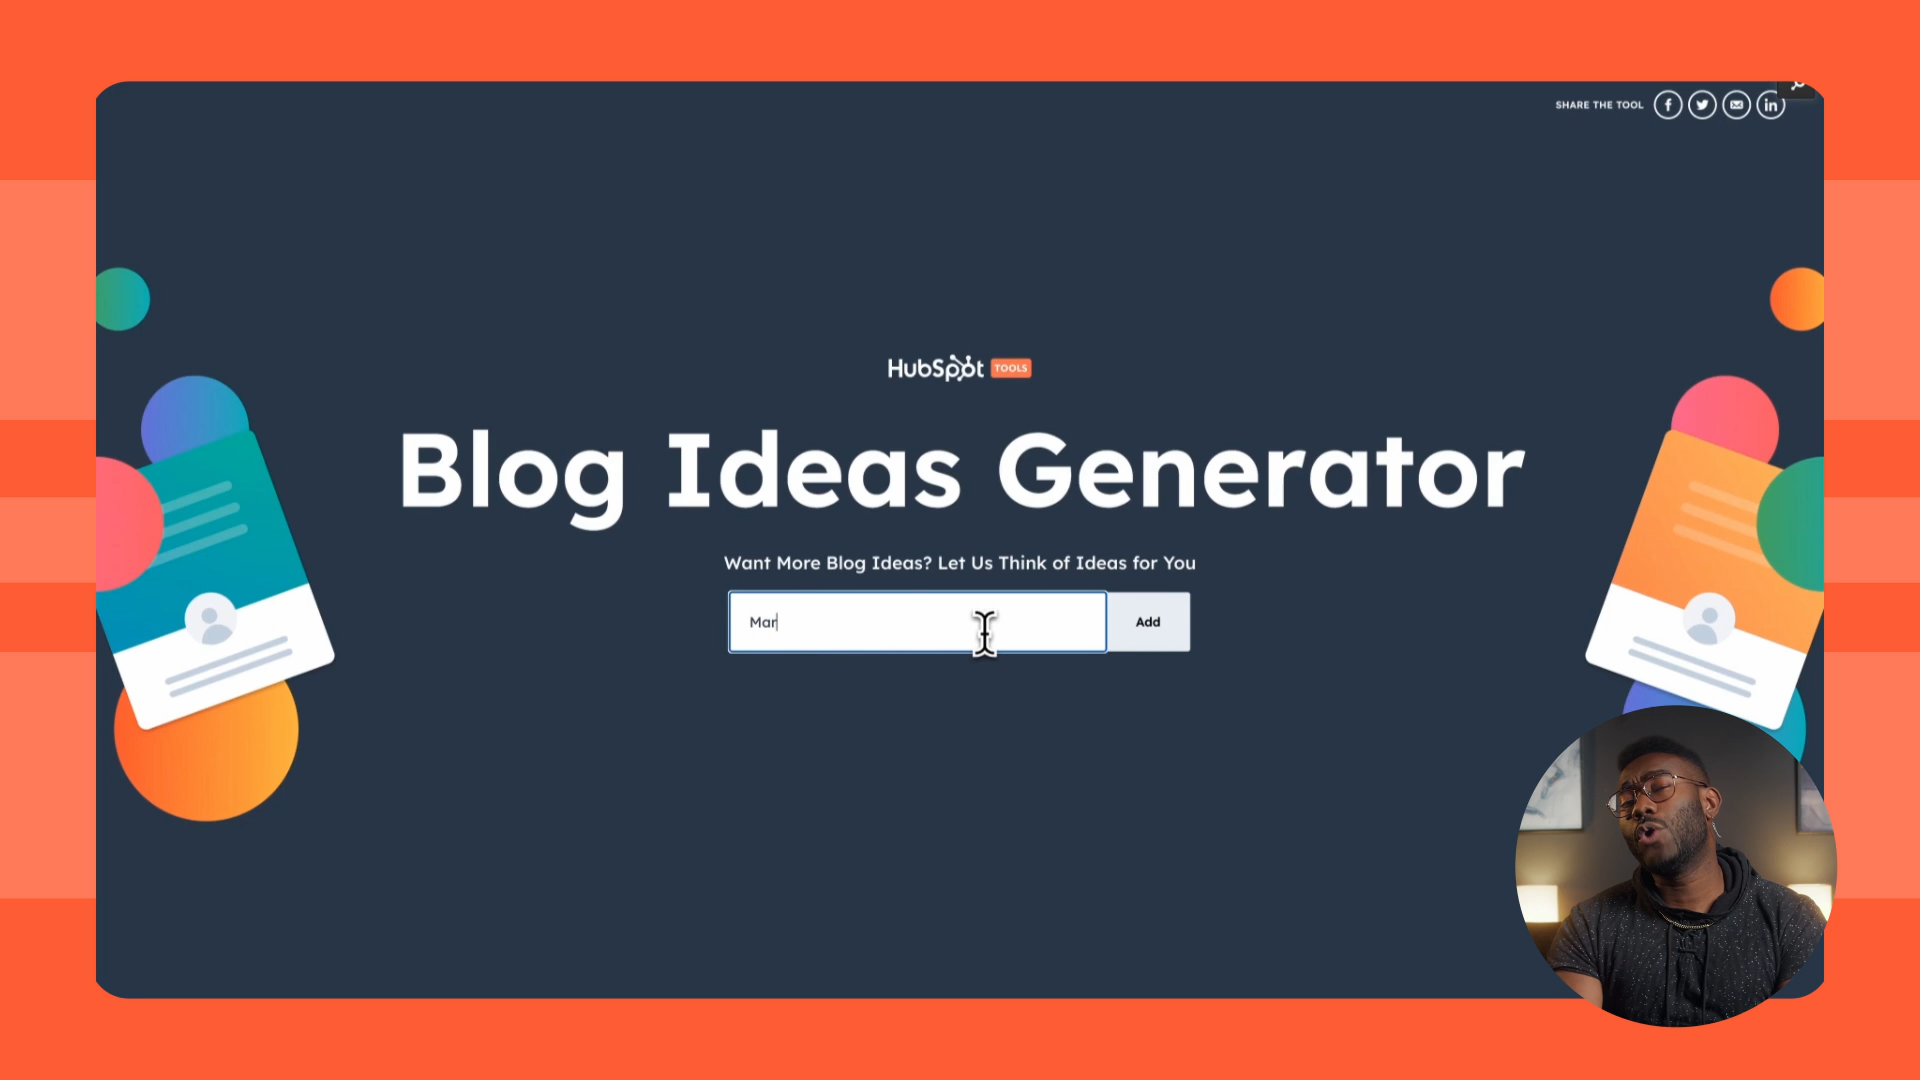 SHARE THE TOOL
HubSpot TOOLS
Blog Ideas Generator
Want More Blog Ideas? Let Us Think of Ideas for You
Mar
Add